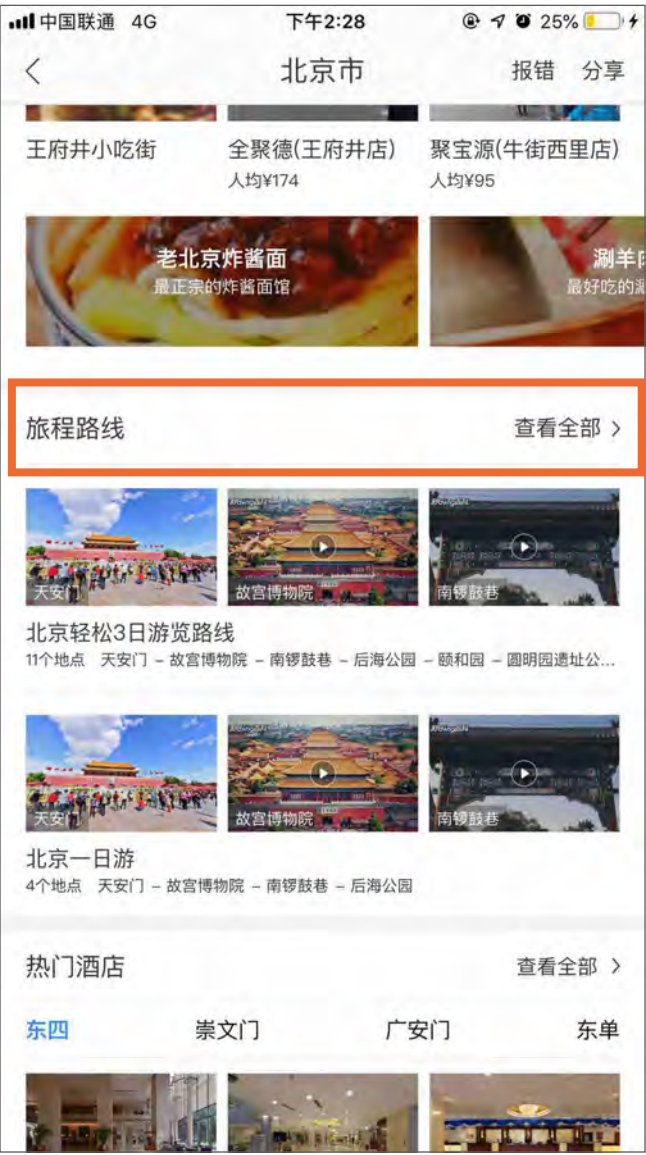 中国联通 4G 下午2:28 25%
北京市 报错 分享
王府井小吃街 全聚德(王府井店) 聚宝源(牛街西里店)
人均¥174 人均¥95
老北京炸酱面 涮羊
最正宗的炸酱面馆 最好吃的涮
旅程路线 查看全部
天安门 故宫博物院 南锣鼓巷
北京轻松3日游览路线
11个地点 天安门 – 故宫博物院 – 南锣鼓巷 – 后海公园 – 颐和园 – 圆明园遗址公...
天安门 故宫博物院 南锣鼓巷
北京一日游
4个地点 天安门 – 故宫博物院 – 南锣鼓巷 – 后海公园
热门酒店 查看全部
东四 崇文门 广安门 东单